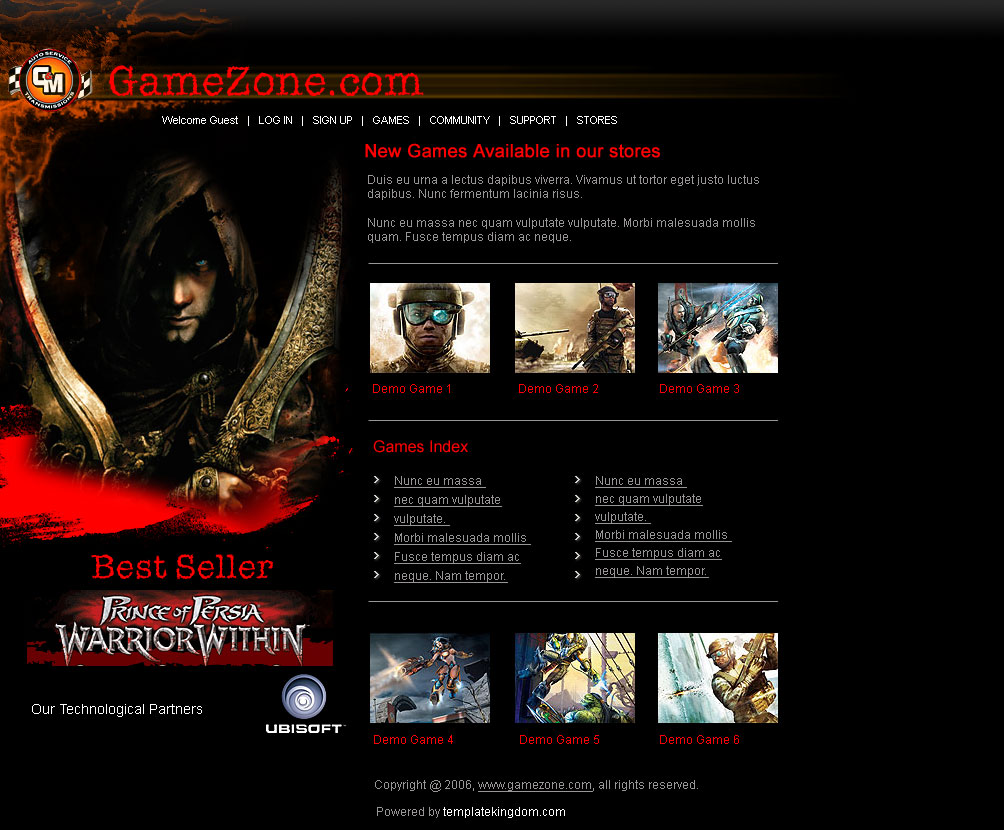 AUTO SERVICE
GM
TRANSMISSIONS
GameZone.com
Welcome Guest | LOG IN | SIGN UP | GAMES | COMMUNITY | SUPPORT | STORES
New Games Available in our stores
Duis eu urna a lectus dapibus viverra. Vivamus ut tortor eget justo luctus
dapibus. Nunc fermentum lacinia risus.
Nunc eu massa nec quam vulputate vulputate. Morbi malesuada mollis
quam. Fusce tempus diam ac neque.
Demo Game 1
Demo Game 2
Demo Game 3
Games Index
Nunc eu massa
nec quam vulputate
vulputate.
Morbi malesuada mollis
Fusce tempus diam ac
neque. Nam tempor.
Nunc eu massa
nec quam vulputate
vulputate.
Morbi malesuada mollis
Fusce tempus diam ac
neque. Nam tempor.
Best Seller
PRINCE OF PERSIA
WARRIOR WITHIN
Our Technological Partners
UBISOFT
Demo Game 4
Demo Game 5
Demo Game 6
Copyright @ 2006, www.gamezone.com, all rights reserved.
Powered by templatekingdom.com